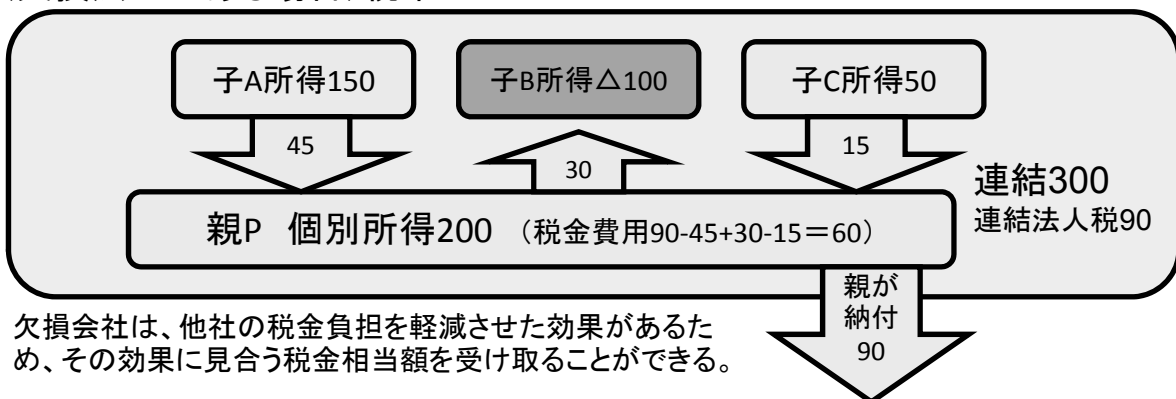 子A所得150
子B所得△100
子C所得50
45
30
15
連結300
連結法人税90
親P 個別所得200 （税金費用90-45+30-15＝60）
親が
納付
90
欠損会社は、他社の税金負担を軽減させた効果があるた
め、その効果に見合う税金相当額を受け取ることができる。